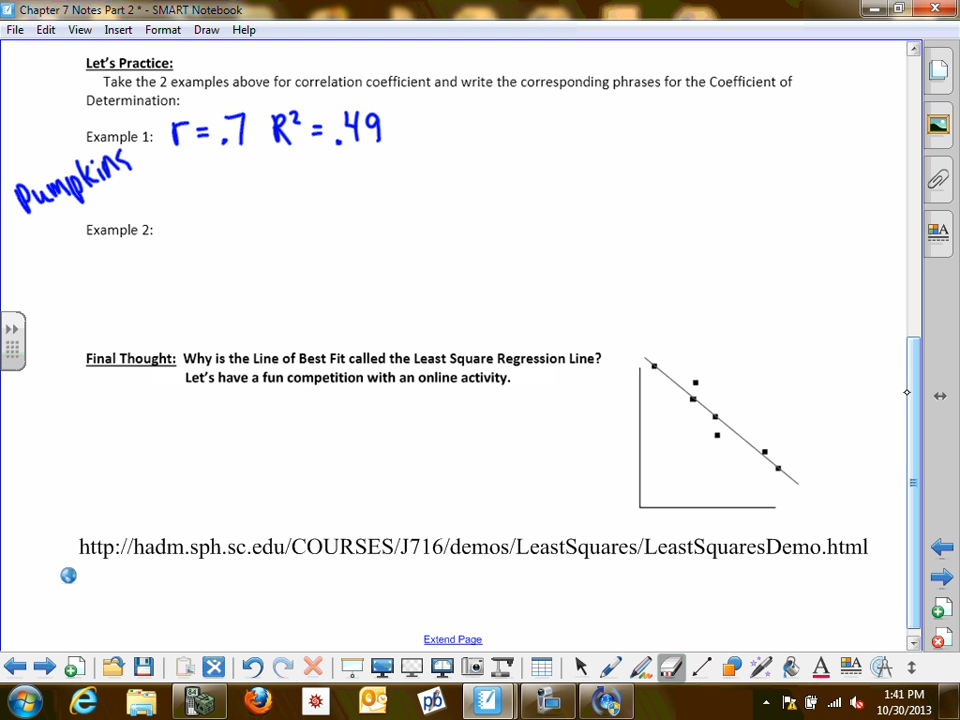 Chapter 7 Notes Part 2 * - SMART Notebook
File Edit View Insert Format Draw Help
Let's Practice:
Take the 2 examples above for correlation coefficient and write the corresponding phrases for the Coefficient of
Determination:
Example 1: r = .7 R² = .49
Pumpkins
Example 2:
Final Thought: Why is the Line of Best Fit called the Least Square Regression Line?
Let's have a fun competition with an online activity.
http://hadm.sph.sc.edu/COURSES/J716/demos/LeastSquares/LeastSquaresDemo.html
Extend Page
1:41 PM
10/30/2013